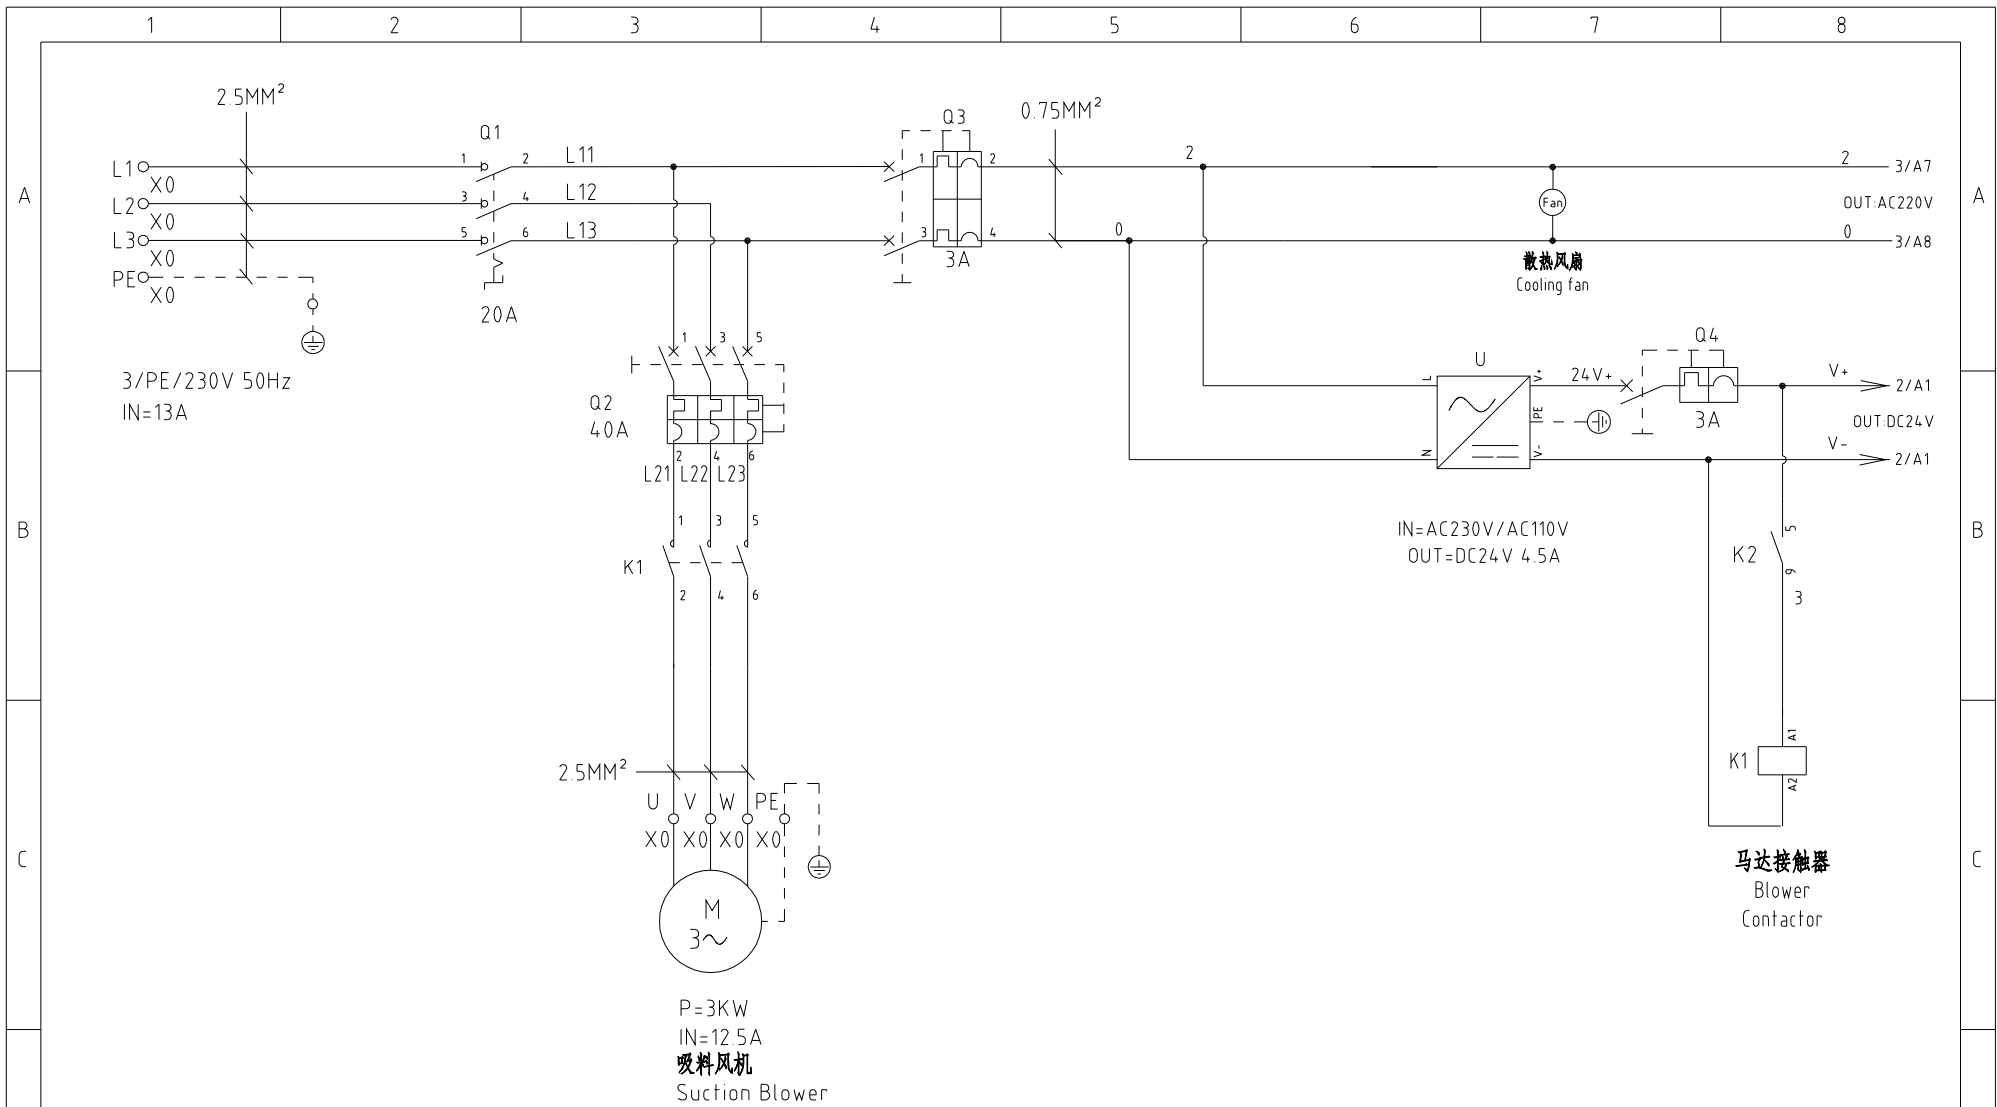 1 2 3 4 5 6 7 8
A A
B B
C C
2.5MM²
L1 X0
L2 X0
L3 X0
PE X0
3/PE/230V 50Hz
IN=13A
Q1
1 2 L11
3 4 L12
5 6 L13
20A
Q3
1 2
3 4
3A
0.75MM²
2
0
Fan
散热风扇
Cooling fan
2 3/A7
OUT:AC220V
0 3/A8
1 3 5
Q2
40A
2 4 6
L21 L22 L23
1 3 5
K1
2 4 6
2.5MM²
U V W PE
X0 X0 X0 X0
M
3~
P=3KW
IN=12.5A
吸料风机
Suction Blower
U
L V+
PE
N V-
24V+
IN=AC230V/AC110V
OUT=DC24V 4.5A
Q4
3A
V+ 2/A1
OUT:DC24V
V- 2/A1
5
K2
9
3
A1
K1
A2
马达接触器
Blower
Contactor